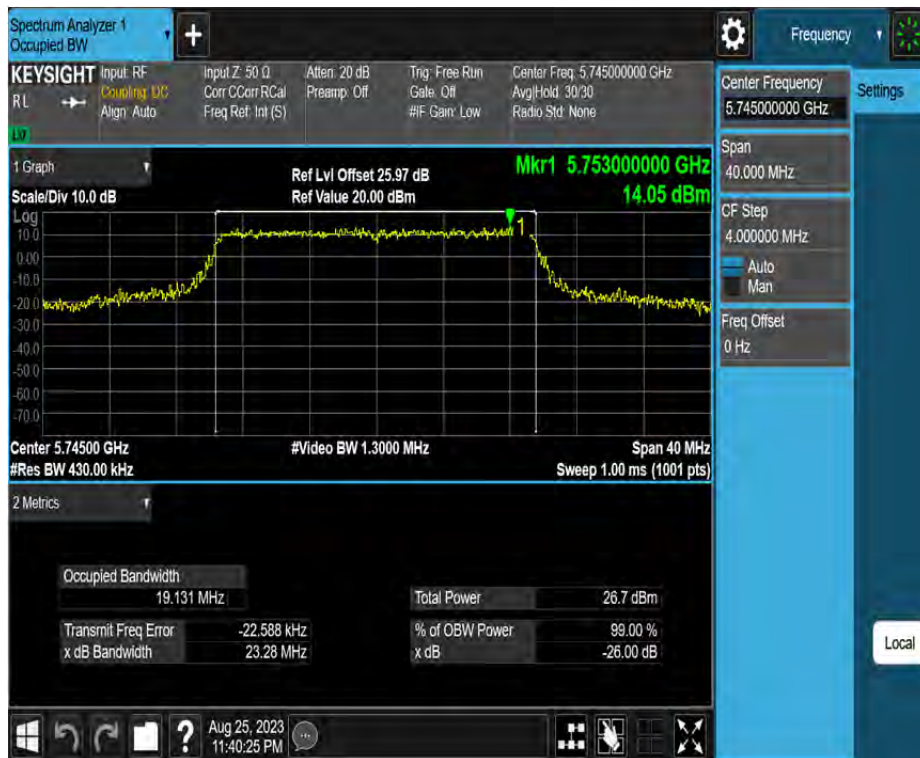 Spectrum Analyzer 1
Occupied BW
Frequency
KEYSIGHT
RL
Input: RF
Coupling: DC
Align: Auto
Input Z: 50 Ω
Corr CCorr RCal
Freq Ref: Int (S)
Atten: 20 dB
Preamp: Off
Trig: Free Run
Gate: Off
#IF Gain: Low
Center Freq: 5.745000000 GHz
Avg|Hold: 30/30
Radio Std: None
Center Frequency
5.745000000 GHz
Settings
Span
40.000 MHz
CF Step
4.000000 MHz
Auto
Man
Freq Offset
0 Hz
Local
1 Graph
Scale/Div 10.0 dB
Ref Lvl Offset 25.97 dB
Ref Value 20.00 dBm
Mkr1 5.753000000 GHz
14.05 dBm
Log
10.0
0.00
-10.0
-20.0
-30.0
-40.0
-50.0
-60.0
-70.0
1
Center 5.74500 GHz
#Video BW 1.3000 MHz
Span 40 MHz
#Res BW 430.00 kHz
Sweep 1.00 ms (1001 pts)
2 Metrics
Occupied Bandwidth
19.131 MHz
Total Power 26.7 dBm
Transmit Freq Error -22.588 kHz
% of OBW Power 99.00 %
x dB Bandwidth 23.28 MHz
x dB -26.00 dB
?
Aug 25, 2023
11:40:25 PM